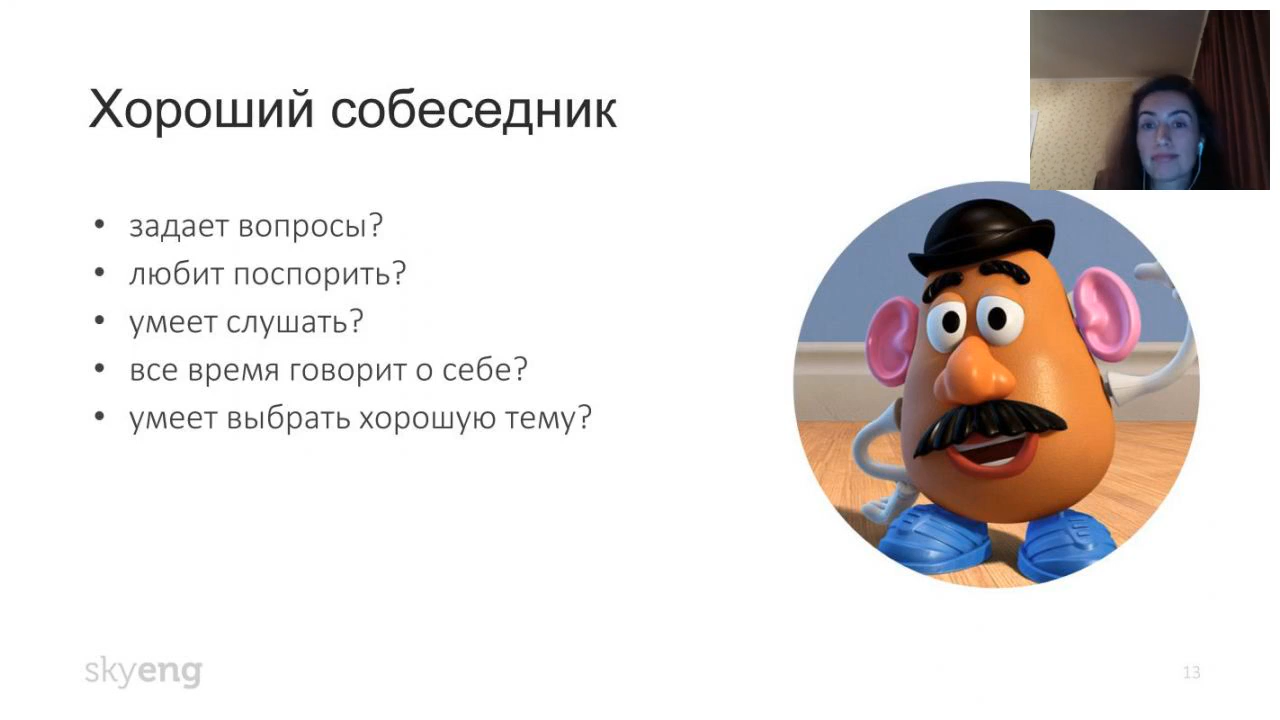 Хороший собеседник
• задает вопросы?
• любит поспорить?
• умеет слушать?
• все время говорит о себе?
• умеет выбрать хорошую тему?
skyeng
13